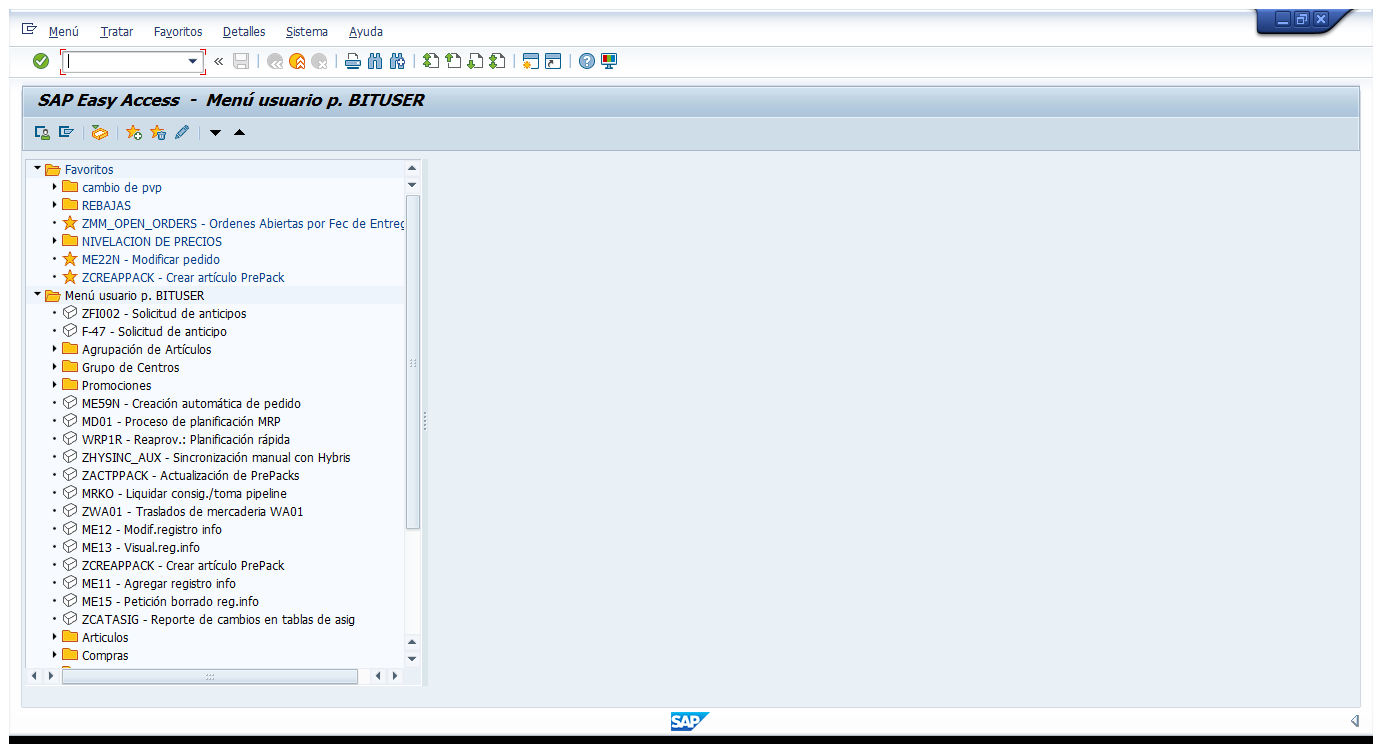 Menú Tratar Favoritos Detalles Sistema Ayuda
SAP Easy Access - Menú usuario p. BITUSER
Favoritos
cambio de pvp
REBAJAS
ZMM_OPEN_ORDERS - Ordenes Abiertas por Fec de Entreg
NIVELACION DE PRECIOS
ME22N - Modificar pedido
ZCREAPPACK - Crear artículo PrePack
Menú usuario p. BITUSER
ZFI002 - Solicitud de anticipos
F-47 - Solicitud de anticipo
Agrupación de Artículos
Grupo de Centros
Promociones
ME59N - Creación automática de pedido
MD01 - Proceso de planificación MRP
WRP1R - Reaprov.: Planificación rápida
ZHYSINC_AUX - Sincronización manual con Hybris
ZACTPPACK - Actualización de PrePacks
MRKO - Liquidar consig./toma pipeline
ZWA01 - Traslados de mercaderia WA01
ME12 - Modif.registro info
ME13 - Visual.reg.info
ZCREAPPACK - Crear artículo PrePack
ME11 - Agregar registro info
ME15 - Petición borrado reg.info
ZCATASIG - Reporte de cambios en tablas de asig
Articulos
Compras
SAP